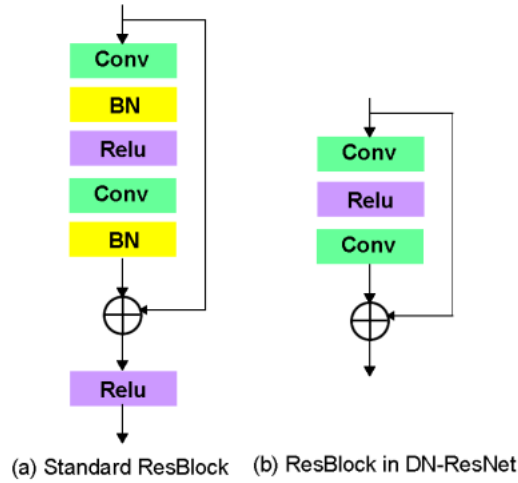 Conv
BN
Relu
Conv
BN
Relu
(a) Standard ResBlock
Conv
Relu
Conv
(b) ResBlock in DN-ResNet